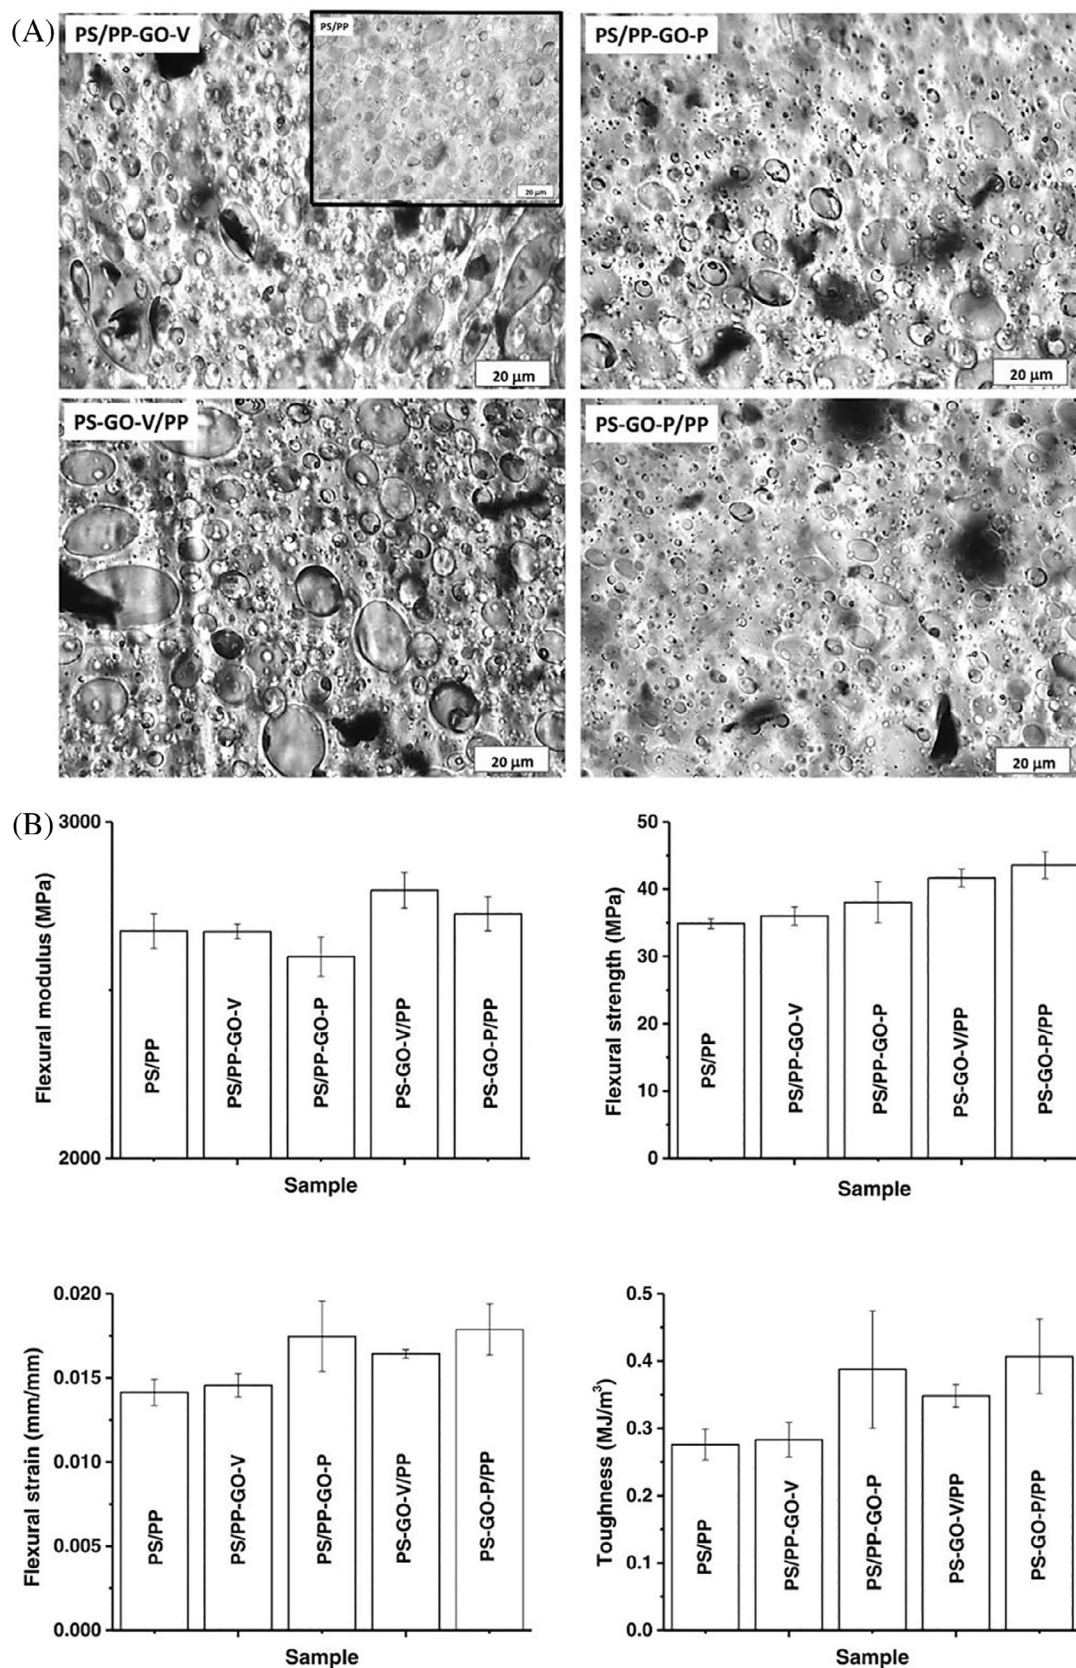 (A)
PS/PP-GO-V
PS/PP
20 μm
20 μm
PS/PP-GO-P
20 μm
PS-GO-V/PP
20 μm
PS-GO-P/PP
20 μm
(B)
3000
2000
Flexural modulus (MPa)
PS/PP
PS/PP-GO-V
PS/PP-GO-P
PS-GO-V/PP
PS-GO-P/PP
Sample
50
40
30
20
10
0
Flexural strength (MPa)
PS/PP
PS/PP-GO-V
PS/PP-GO-P
PS-GO-V/PP
PS-GO-P/PP
Sample
0.020
0.015
0.010
0.005
0.000
Flexural strain (mm/mm)
PS/PP
PS/PP-GO-V
PS/PP-GO-P
PS-GO-V/PP
PS-GO-P/PP
Sample
0.5
0.4
0.3
0.2
0.1
0.0
Toughness (MJ/m³)
PS/PP
PS/PP-GO-V
PS/PP-GO-P
PS-GO-V/PP
PS-GO-P/PP
Sample